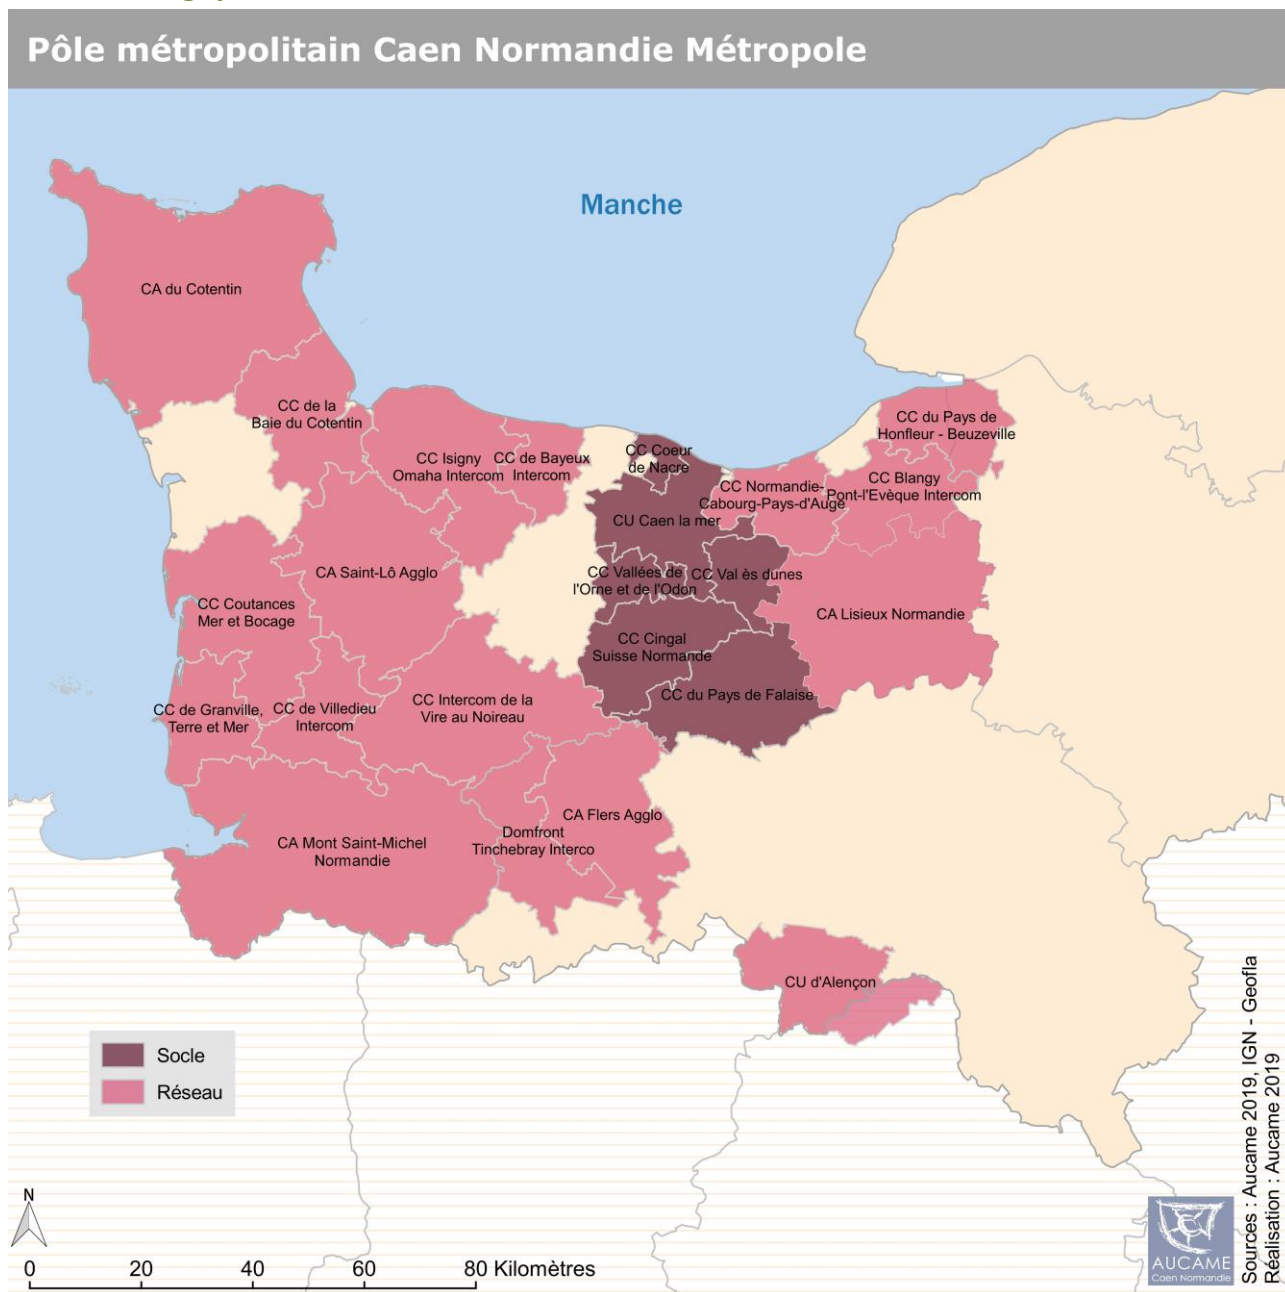 Pôle métropolitain Caen Normandie Métropole
Manche
CA du Cotentin
CC de la
Baie du Cotentin
CC Isigny
Omaha Intercom
CC de Bayeux
Intercom
CC Coeur
de Nacre
CC du Pays de
Honfleur - Beuzeville
CC Normandie-
Cabourg-Pays-d'Auge
CC Blangy
Pont-l'Evèque Intercom
CU Caen la mer
CA Saint-Lô Agglo
CC Vallées de
l'Orne et de l'Odon
CC Val ès dunes
CC Coutances
Mer et Bocage
CA Lisieux Normandie
CC Cingal
Suisse Normande
CC de Granville,
Terre et Mer
CC de Villedieu
Intercom
CC Intercom de la
Vire au Noireau
CC du Pays de Falaise
CA Mont Saint-Michel
Normandie
Domfront
Tinchebray Interco
CA Flers Agglo
CU d'Alençon
Socle
Réseau
N
0 20 40 60 80 Kilomètres
AUCAME
Caen Normandie
Sources : Aucame 2019, IGN - Geofla
Réalisation : Aucame 2019